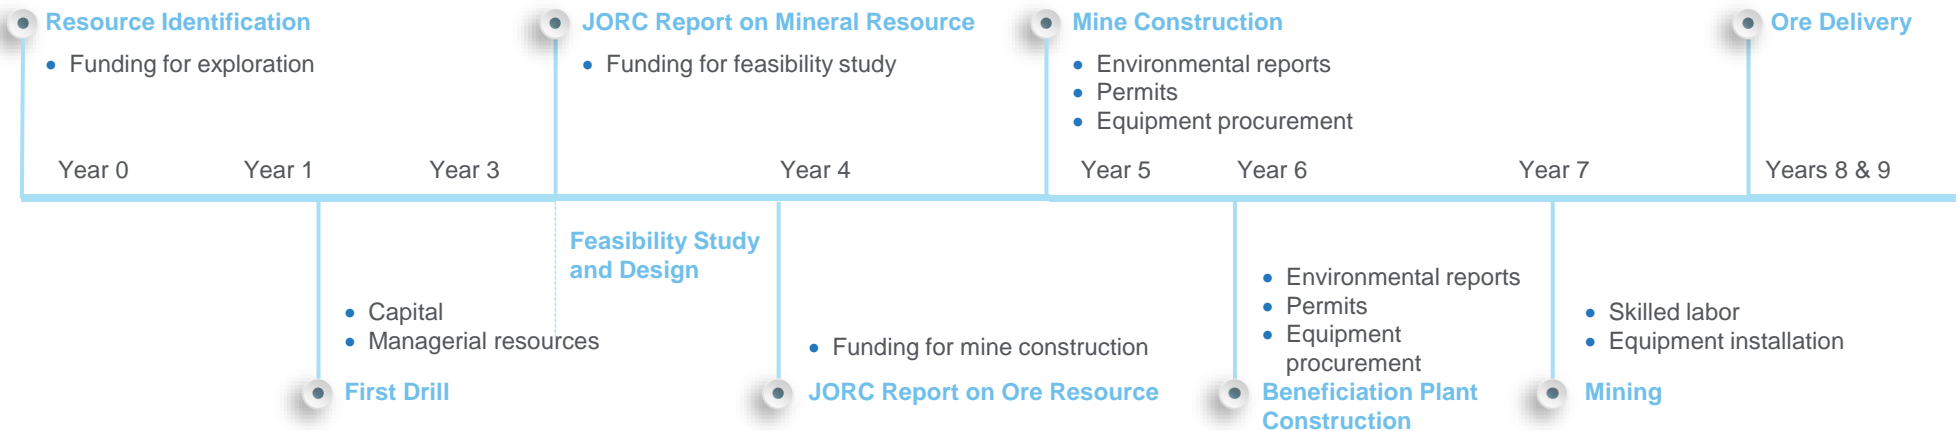 Resource Identification
• Funding for exploration
JORC Report on Mineral Resource
• Funding for feasibility study
Mine Construction
• Environmental reports
• Permits
• Equipment procurement
Ore Delivery
Year 0
Year 1
Year 3
Year 4
Year 5
Year 6
Year 7
Years 8 & 9
• Capital
• Managerial resources
First Drill
Feasibility Study
and Design
• Funding for mine construction
JORC Report on Ore Resource
• Environmental reports
• Permits
• Equipment
procurement
Beneficiation Plant
Construction
• Skilled labor
• Equipment installation
Mining